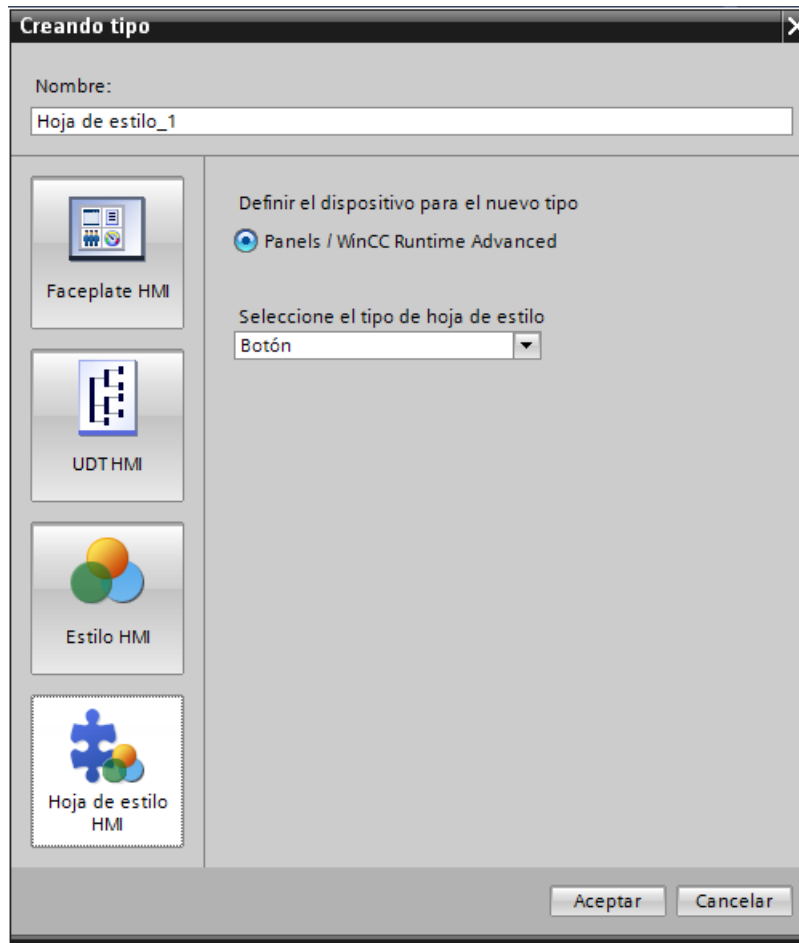 Creando tipo
Nombre:
Hoja de estilo_1
Faceplate HMI
UDT HMI
Estilo HMI
Hoja de estilo
HMI
Definir el dispositivo para el nuevo tipo
Panels / WinCC Runtime Advanced
Seleccione el tipo de hoja de estilo
Botón
Aceptar
Cancelar